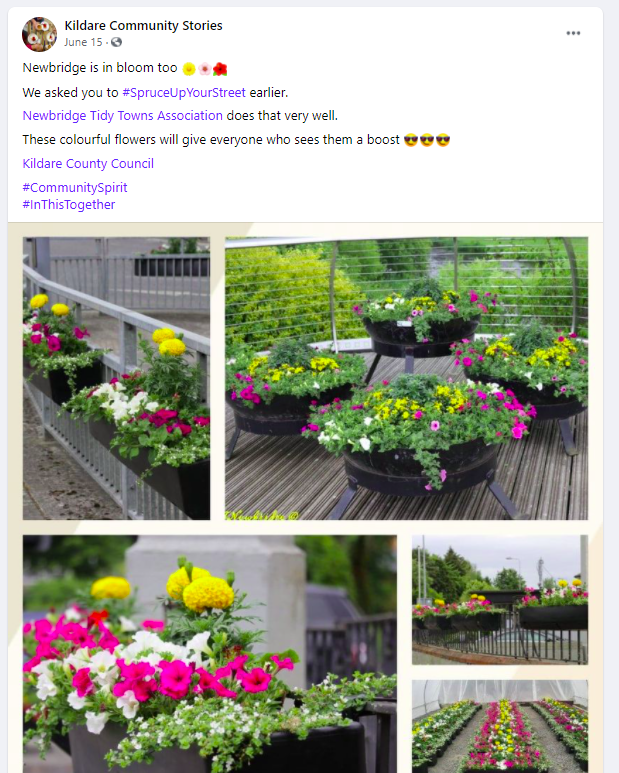 Kildare Community Stories
June 15 ·
Newbridge is in bloom too 🌼🌸🌺
We asked you to #SpruceUpYourStreet earlier.
Newbridge Tidy Towns Association does that very well.
These colourful flowers will give everyone who sees them a boost 😎😎😎
Kildare County Council
#CommunitySpirit
#InThisTogether